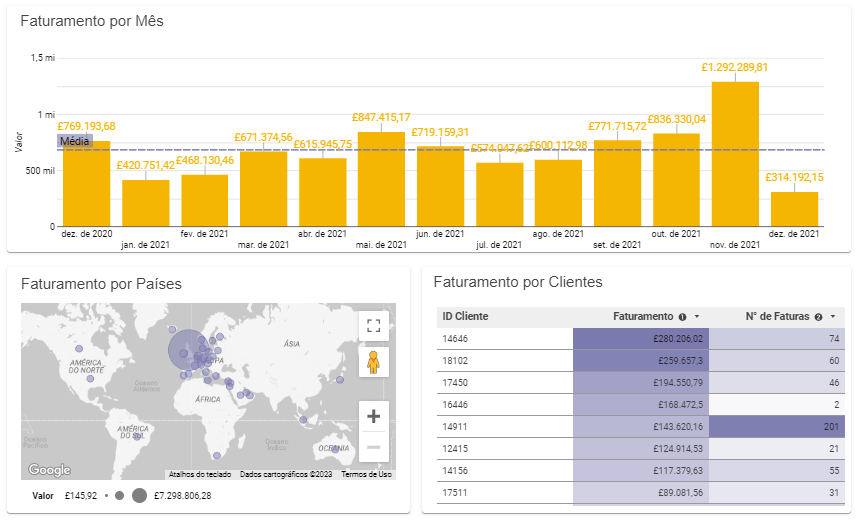 Faturamento por Mês
1,5 mi
1 mi
500 mil
0
Valor
Média
£769.193,68
£420.751,42
£468.130,46
£671.374,56
£615.945,75
£847.415,17
£719.159,31
£574.047,62
£600.112,98
£771.715,72
£836.330,04
£1.292.289,81
£314.192,15
dez. de 2020
jan. de 2021
fev. de 2021
mar. de 2021
abr. de 2021
mai. de 2021
jun. de 2021
jul. de 2021
ago. de 2021
set. de 2021
out. de 2021
nov. de 2021
dez. de 2021
Faturamento por Países
AMÉRICA DO NORTE
AMÉRICA DO SUL
ÁFRICA
ÁSIA
OCEANIA
Oceano Atlântico
Oceano Pacífico
Oceano Índico
Google
Atalhos do teclado
Dados cartográficos ©2023
Termos de Uso
Valor £145,92 £7.298.806,28
Faturamento por Clientes
ID Cliente Faturamento 1 N° de Faturas 2
14646 £280.206,02 74
18102 £259.657,3 60
17450 £194.550,79 46
16446 £168.472,5 2
14911 £143.620,16 201
12415 £124.914,53 21
14156 £117.379,63 55
17511 £89.081,56 31